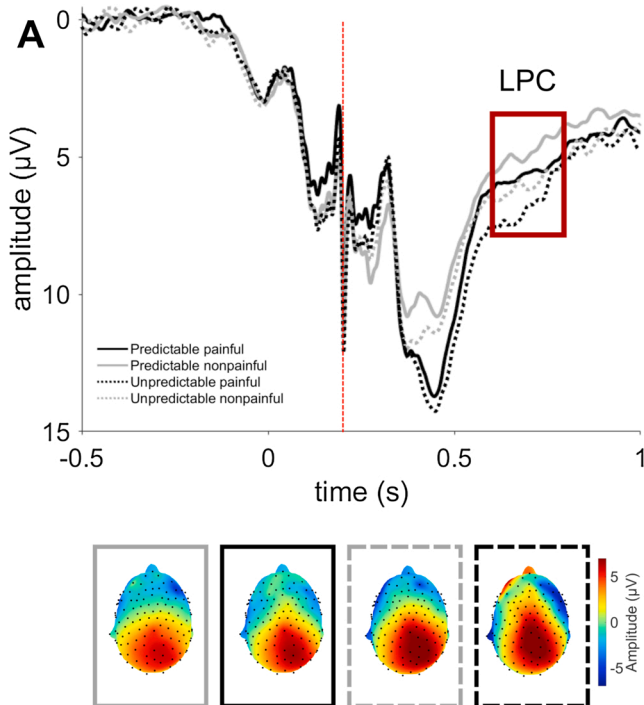 A
LPC
0
5
10
15
amplitude (μV)
Predictable painful
Predictable nonpainful
Unpredictable painful
Unpredictable nonpainful
-0.5
0
0.5
1
time (s)
5
0
-5
Amplitude (μV)